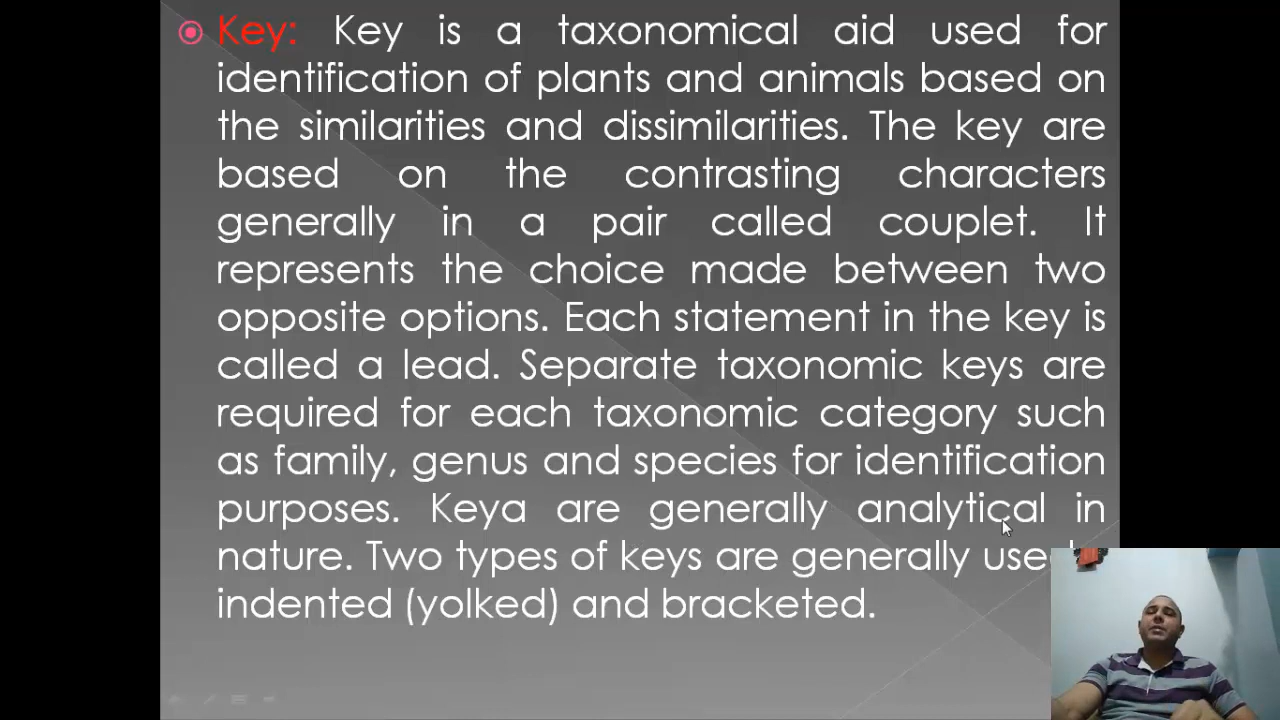 Key: Key is a taxonomical aid used for
identification of plants and animals based on
the similarities and dissimilarities. The key are
based on the contrasting characters
generally in a pair called couplet. It
represents the choice made between two
opposite options. Each statement in the key is
called a lead. Separate taxonomic keys are
required for each taxonomic category such
as family, genus and species for identification
purposes. Keya are generally analytical in
nature. Two types of keys are generally
indented (yolked) and bracketed.